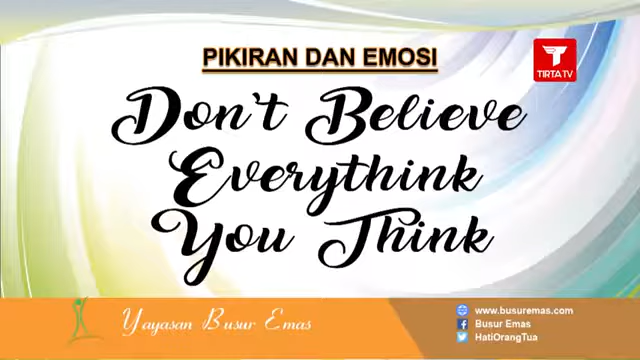 PIKIRAN DAN EMOSI
TIRTA TV
Don't Believe
Everythink
You Think
Yayasan Busur Emas
www.busuremas.com
Busur Emas
HatiOrangTua